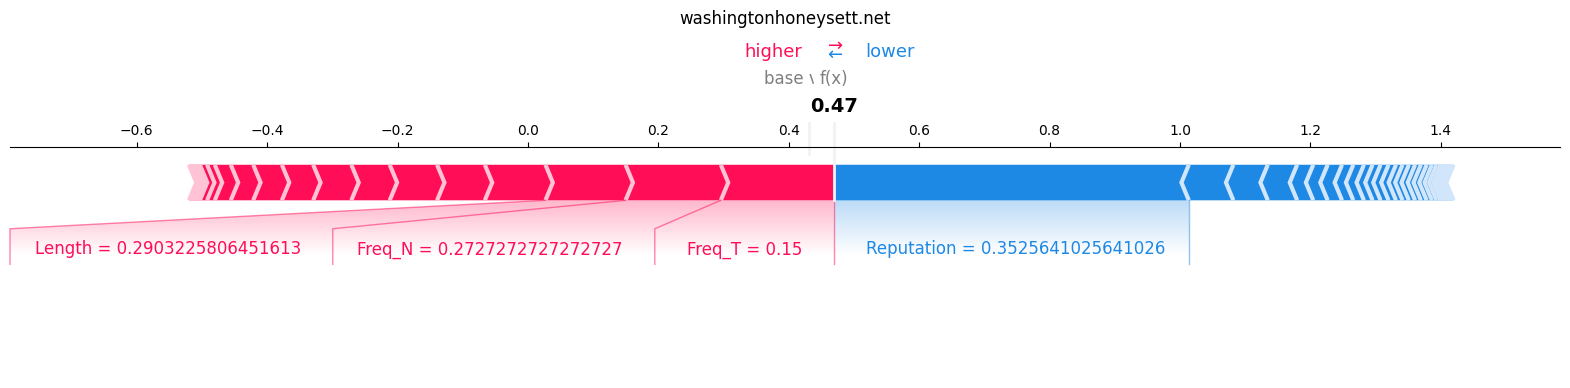 washingtonhoneysett.net
higher ⇄ lower
base \ f(x)
0.47
−0.6 −0.4 −0.2 0.0 0.2 0.4 0.6 0.8 1.0 1.2 1.4
Length = 0.2903225806451613 Freq_N = 0.2727272727272727 Freq_T = 0.15 Reputation = 0.3525641025641026